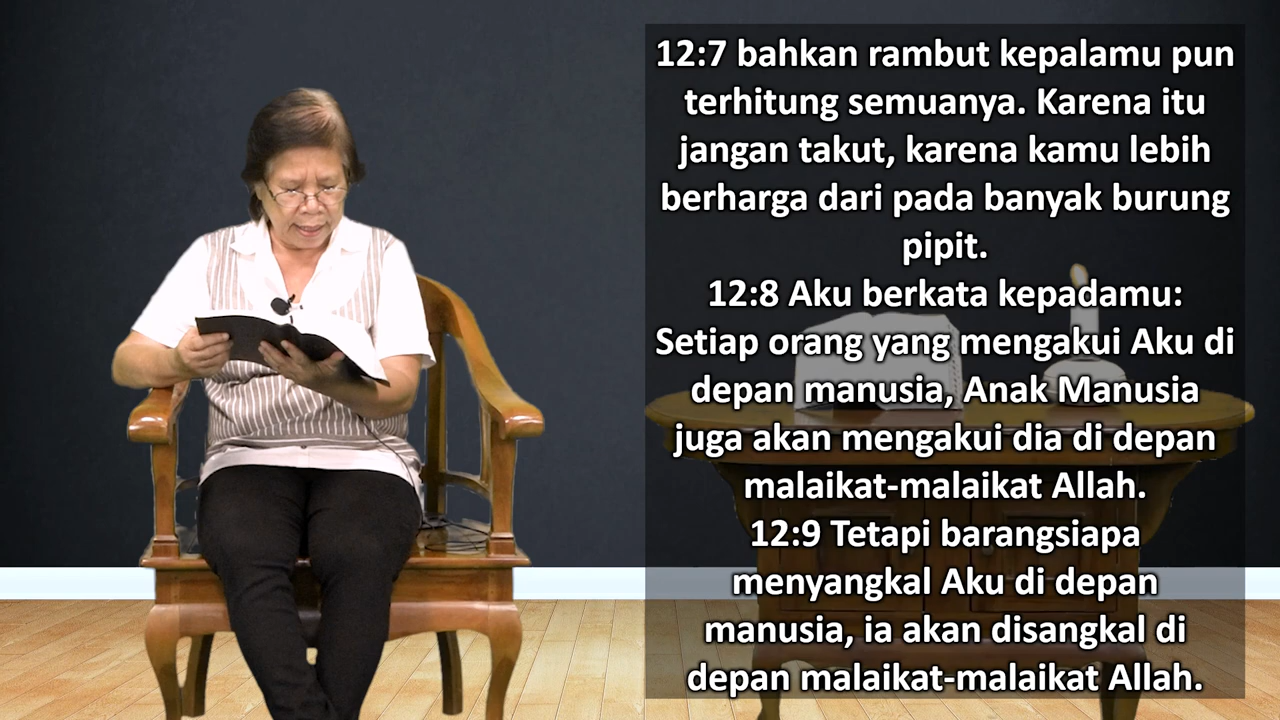 12:7 bahkan rambut kepalamu pun
terhitung semuanya. Karena itu
jangan takut, karena kamu lebih
berharga dari pada banyak burung
pipit.
12:8 Aku berkata kepadamu:
Setiap orang yang mengakui Aku di
depan manusia, Anak Manusia
juga akan mengakui dia di depan
malaikat-malaikat Allah.
12:9 Tetapi barangsiapa
menyangkal Aku di depan
manusia, ia akan disangkal di
depan malaikat-malaikat Allah.